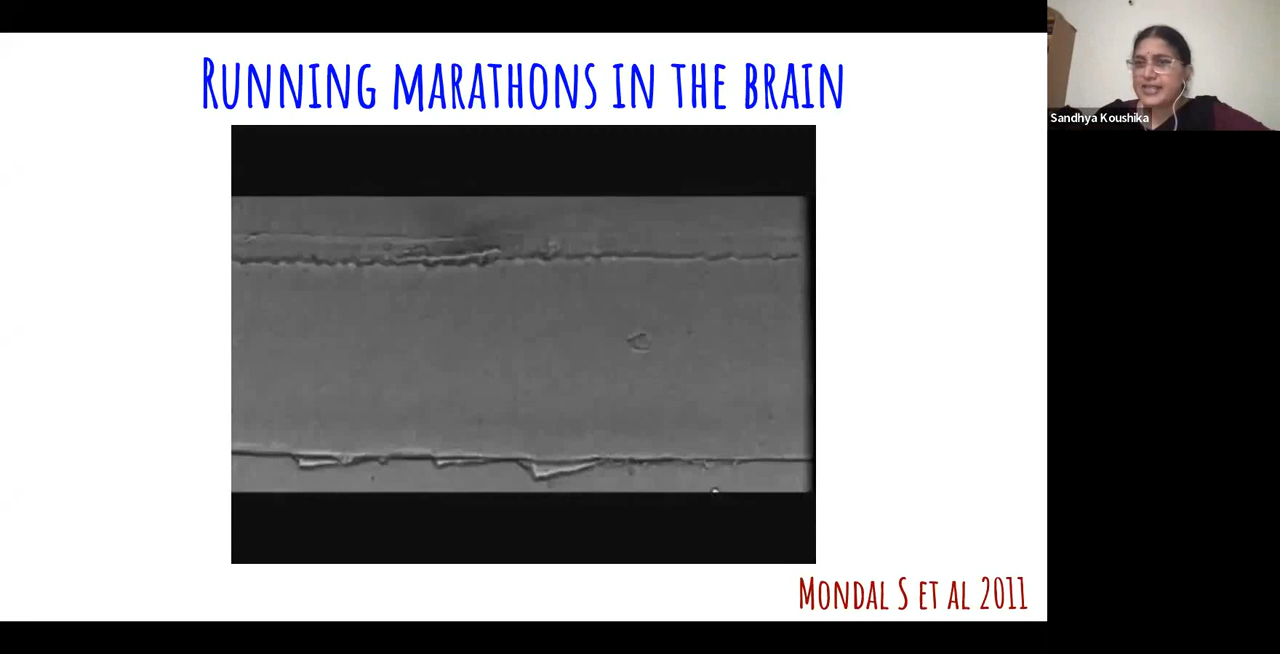 Running marathons in the brain
Sandhya Koushika
Mondal S et al 2011